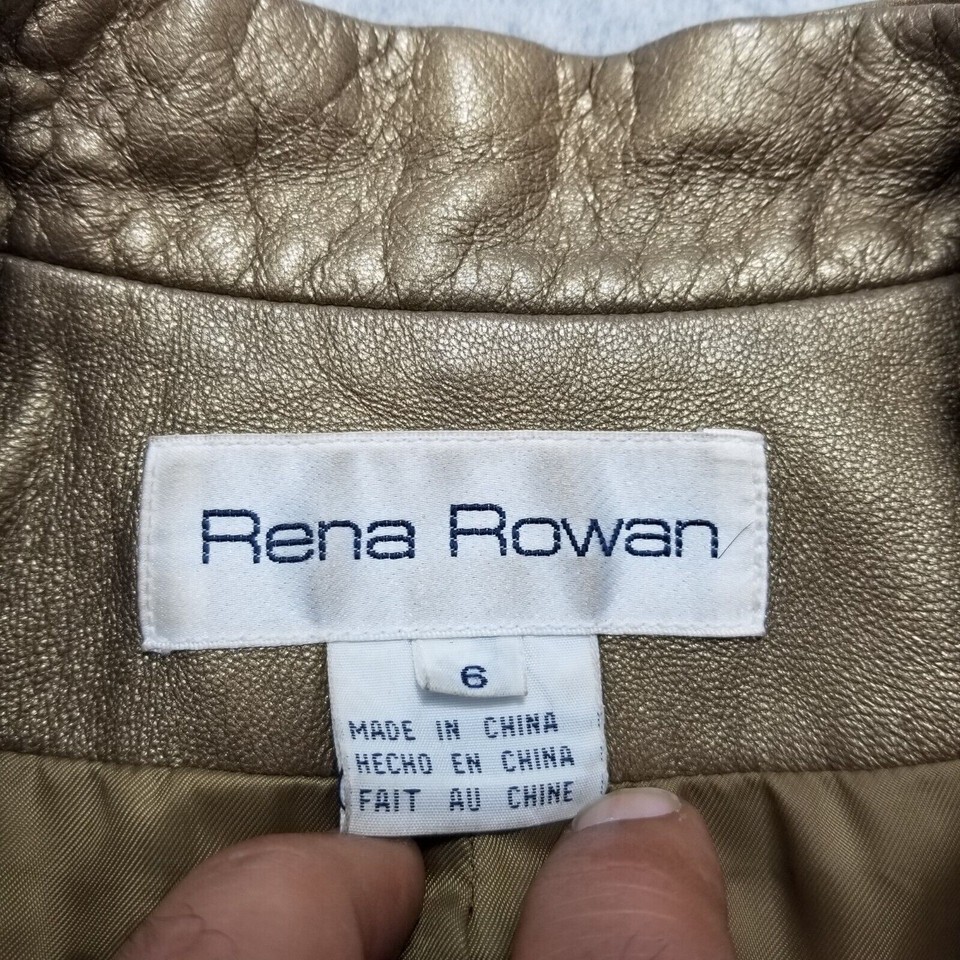 Rena Rowan
6
MADE IN CHINA
HECHO EN CHINA
FAIT AU CHINE